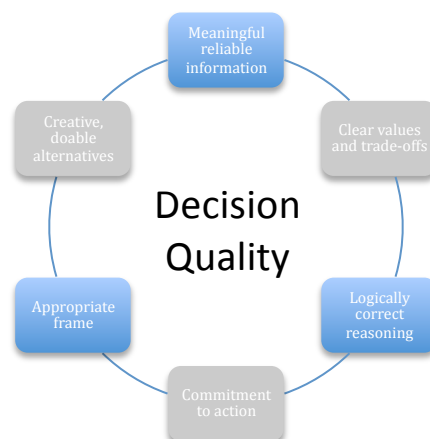 Meaningful
reliable
information
Creative,
doable
alternatives
Clear values
and trade-offs
Decision
Quality
Appropriate
frame
Logically
correct
reasoning
Commitment
to action